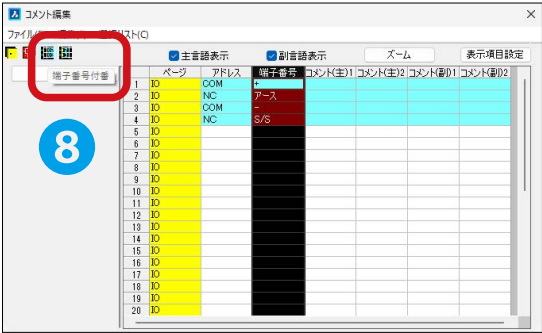 コメント編集
ファイル
スト(C)
主言語表示 副言語表示 ズーム 表示項目設定
端子番号付番
ページ アドレス 端子番号 コメント(主)1 コメント(主)2 コメント(副)1 コメント(副)2
1 IO COM +
2 IO NC アース
3 IO COM -
4 IO NC S/S
5 IO
6 IO
7 IO
8 IO
9 IO
10 IO
11 IO
12 IO
13 IO
14 IO
15 IO
16 IO
17 IO
18 IO
19 IO
20 IO
8